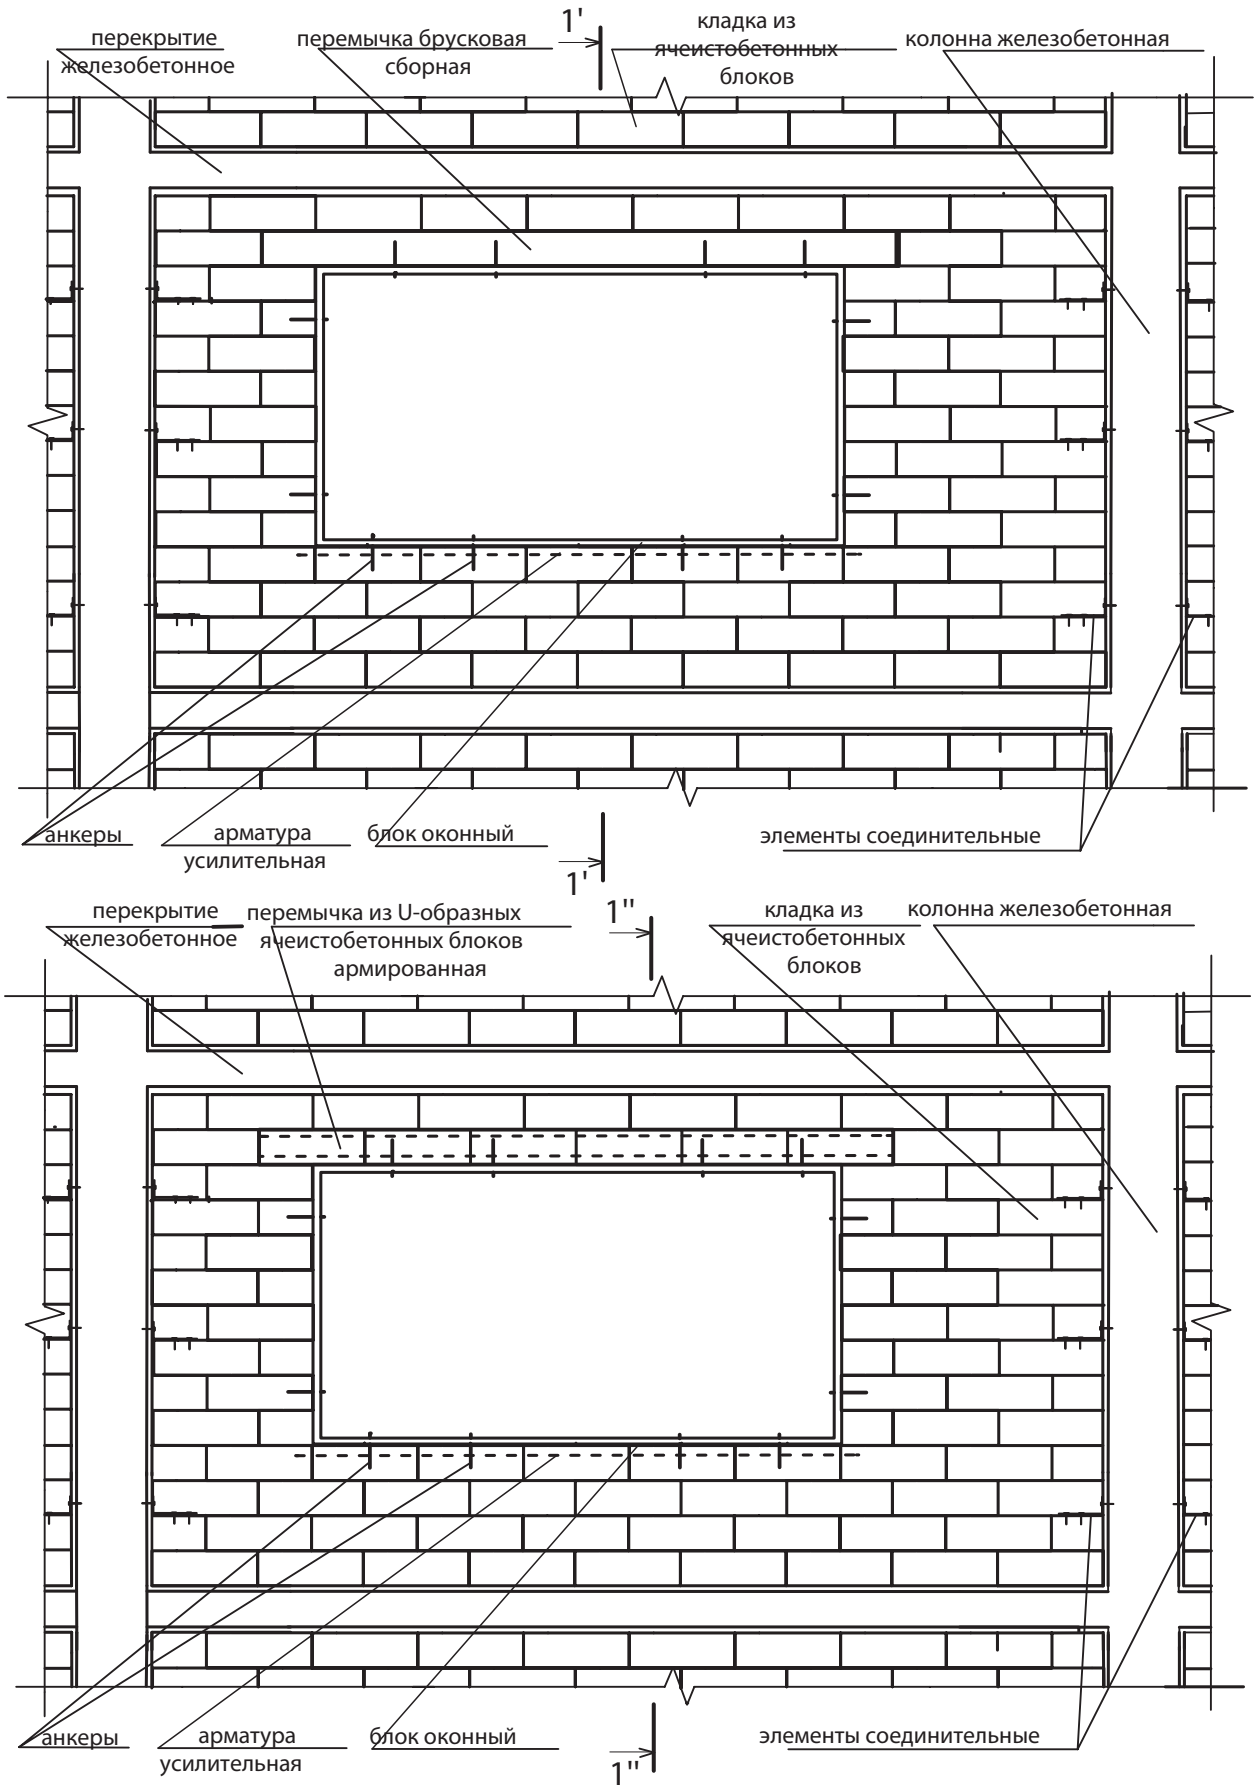 перекрытие
железобетонное
перемычка брусковая
сборная
1'
кладка из
ячеистобетонных
блоков
колонна железобетонная
анкеры
арматура
усилительная
блок оконный
1'
элементы соединительные
перекрытие
железобетонное
перемычка из U-образных
ячеистобетонных блоков
армированная
1''
кладка из
ячеистобетонных
блоков
колонна железобетонная
анкеры
арматура
усилительная
блок оконный
1''
элементы соединительные